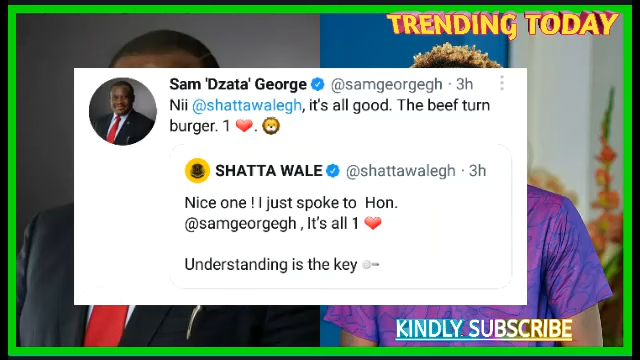 TRENDING TODAY
Sam 'Dzata' George @samgeorgegh · 3h
Nii @shattawalegh, it's all good. The beef turn
burger. 1 ❤️. 🦁
SHATTA WALE @shattawalegh · 3h
Nice one ! I just spoke to Hon.
@samgeorgegh , It's all 1 ❤️
Understanding is the key 🗝️
KINDLY SUBSCRIBE